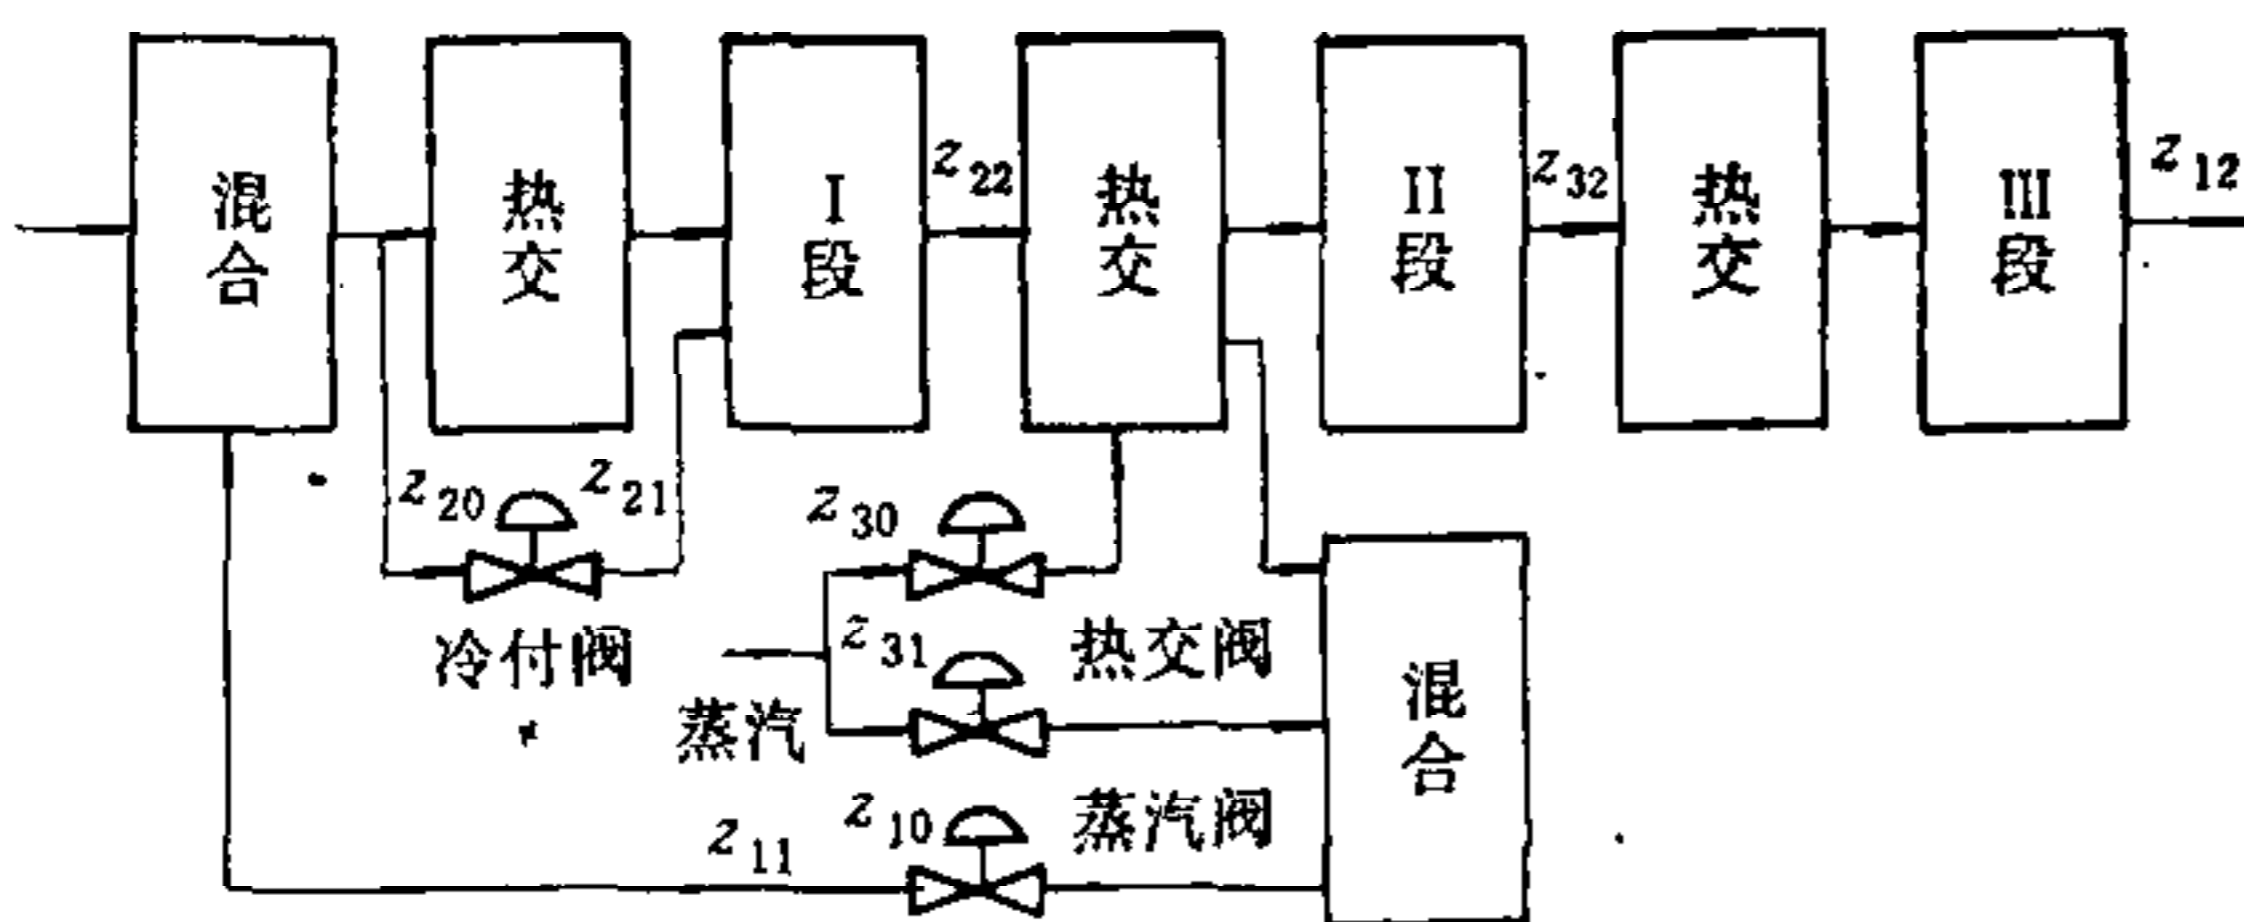 混合
热交
I段
z22
热交
II段
z32
热交
III段
z12
z20
z21
z30
冷付阀
z31
热交阀
蒸汽
混合
z11
z10
蒸汽阀